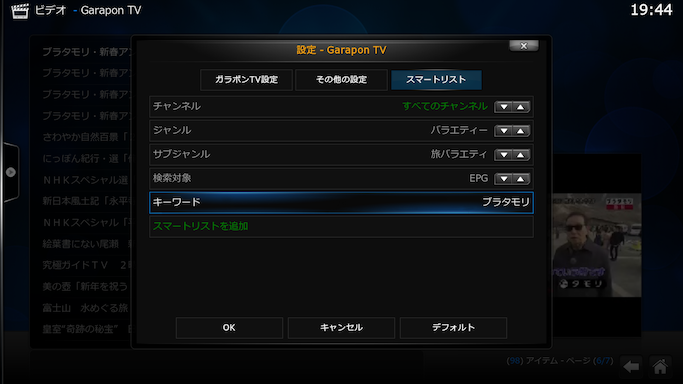 ビデオ - Garapon TV
19:44
設定 - Garapon TV
ガラポンTV設定
その他の設定
スマートリスト
チャンネル
すべてのチャンネル
ジャンル
バラエティー
サブジャンル
旅バラエティ
検索対象
EPG
キーワード
ブラタモリ
スマートリストを追加
OK
キャンセル
デフォルト
ブラタモリ・新春ア
ブラタモリ・新春ア
ブラタモリ・新春ア
ブラタモリ・新春ア
さわやか自然百景「
にっぽん紀行・選「
NHKスペシャル選
新日本風土記「永平
NHKスペシャル「
絵葉書にない尾瀬
究極ガイドTV 2
美の壺「新年を祝う
富士山 水めぐる旅
皇室"奇跡の秘宝"
タモリ
(98) アイテム - ページ (6/7)